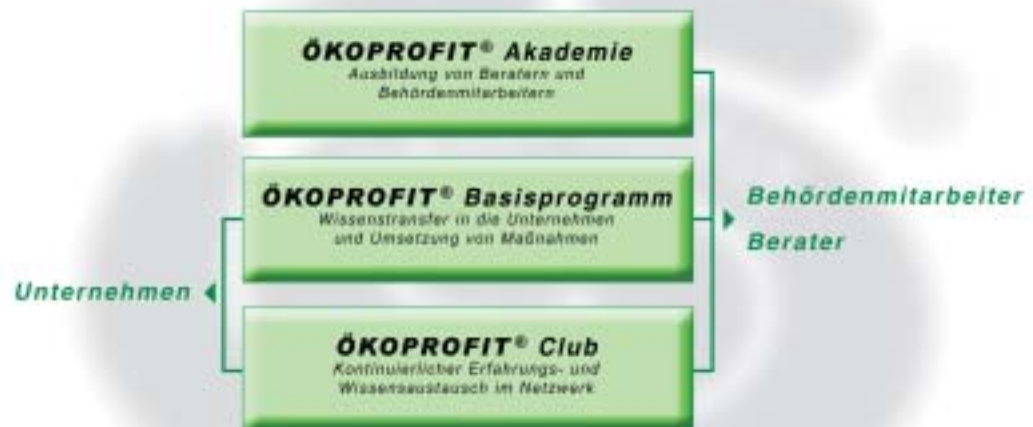 ÖKOPROFIT® Akademie
Ausbildung von Beratern und
Behördenmitarbeitern
ÖKOPROFIT® Basisprogramm
Wissenstransfer in die Unternehmen
und Umsetzung von Maßnahmen
Behördenmitarbeiter
Berater
Unternehmen
ÖKOPROFIT® Club
Kontinuierlicher Erfahrungs- und
Wissensaustausch im Netzwerk